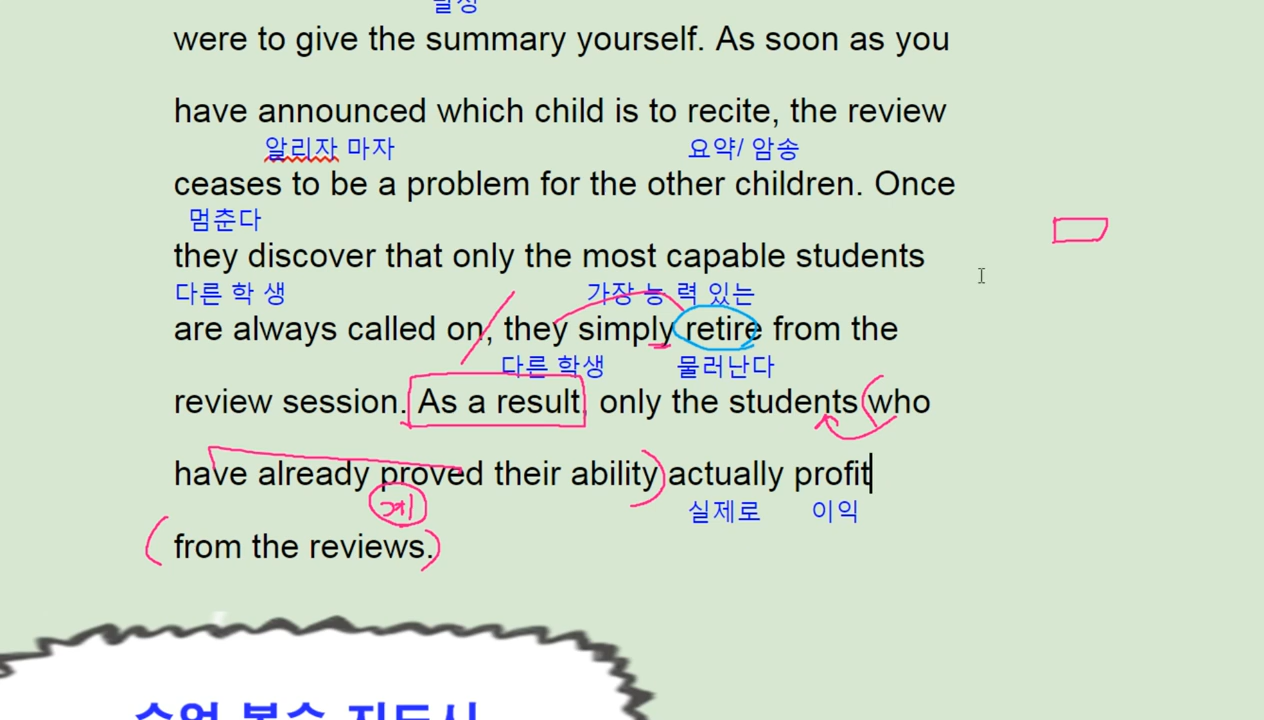 were to give the summary yourself. As soon as you
have announced which child is to recite, the review
알리자 마자 요약/ 암송
ceases to be a problem for the other children. Once
멈춘다
they discover that only the most capable students
다른 학 생 가장 능 력 있는
are always called on, they simply retire from the
다른 학생 물러난다
review session. As a result, only the students who
have already proved their ability actually profit
계
실제로 이익
from the reviews.